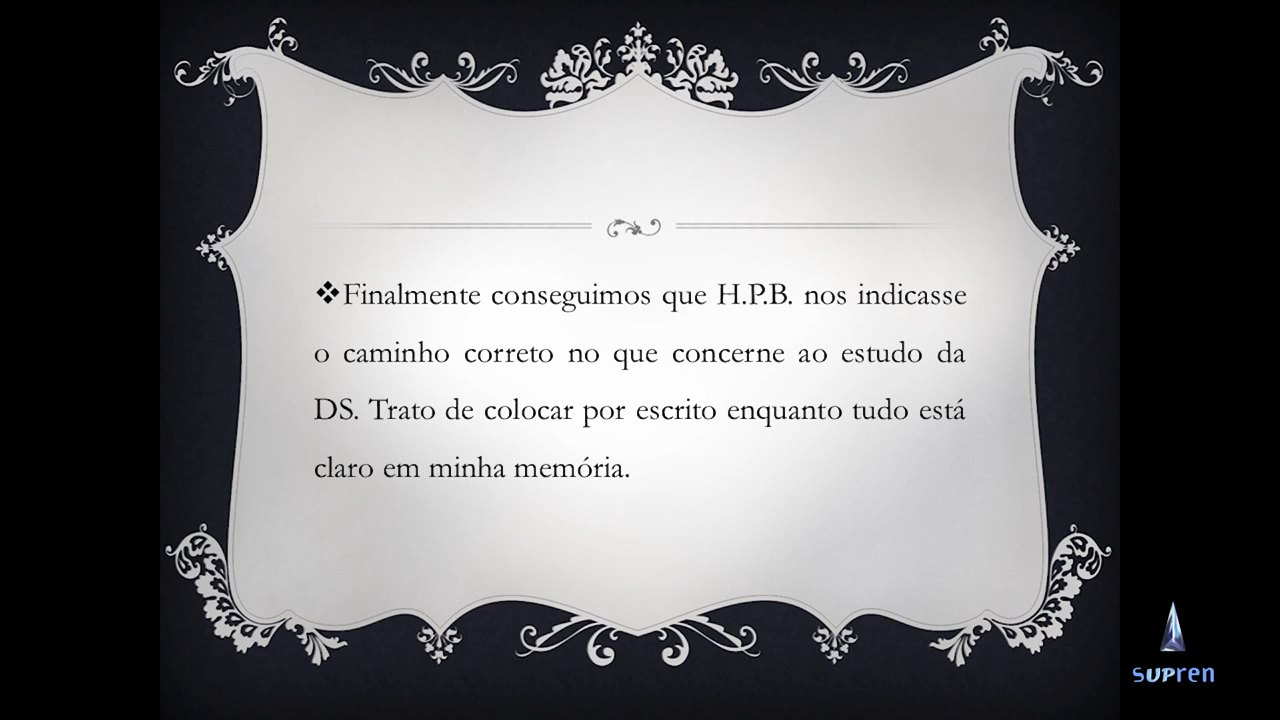 ❖Finalmente conseguimos que H.P.B. nos indicasse
o caminho correto no que concerne ao estudo da
DS. Trato de colocar por escrito enquanto tudo está
claro em minha memória.
supren